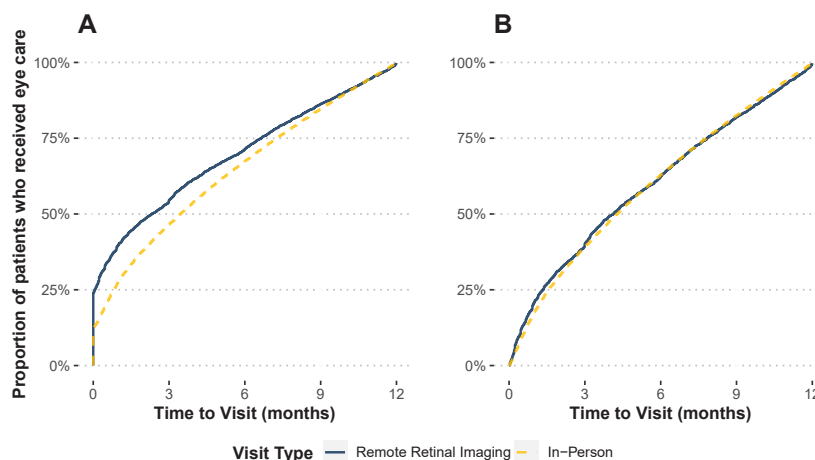 A
B
Proportion of patients who received eye care
100%
75%
50%
25%
0%
100%
75%
50%
25%
0%
0 3 6 9 12
0 3 6 9 12
Time to Visit (months)
Time to Visit (months)
Visit Type Remote Retinal Imaging In−Person